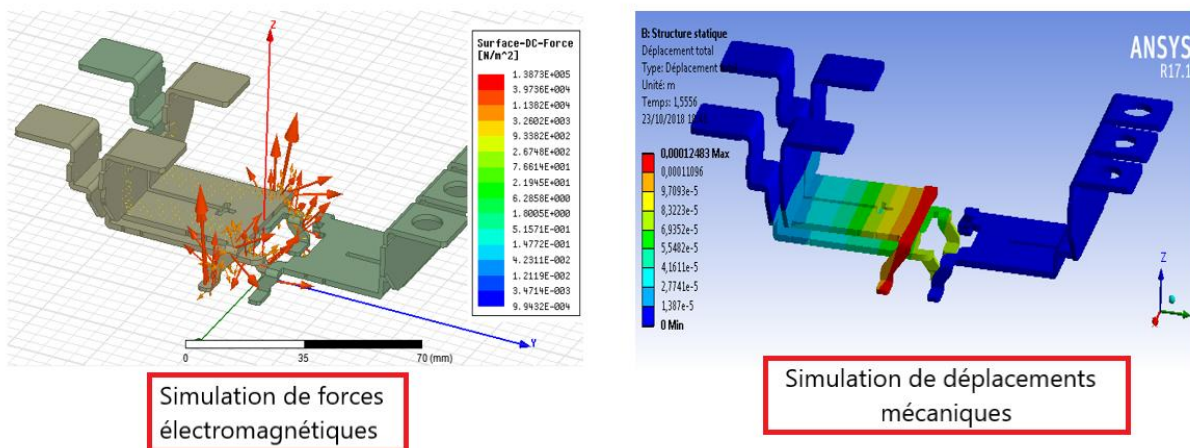 Z
Surface-DC-Force
[N/m^2]
1.3873E+005
3.9736E+004
1.1382E+004
3.2602E+003
9.3382E+002
2.6748E+002
7.6614E+001
2.1945E+001
6.2858E+000
1.8005E+000
5.1571E-001
1.4772E-001
4.2311E-002
1.2119E-002
3.4714E-003
9.9432E-004
Y
0
35
70 (mm)
Simulation de forces
électromagnétiques
B: Structure statique
Déplacement total
Type: Déplacement
Unité: m
Temps: 1,5556
23/10/2018
ANSYS
R17.1
0,00012483 Max
0,00011096
9,7093e-5
8,3223e-5
6,9352e-5
5,5482e-5
4,1611e-5
2,7741e-5
1,387e-5
0 Min
Z
Simulation de déplacements
mécaniques